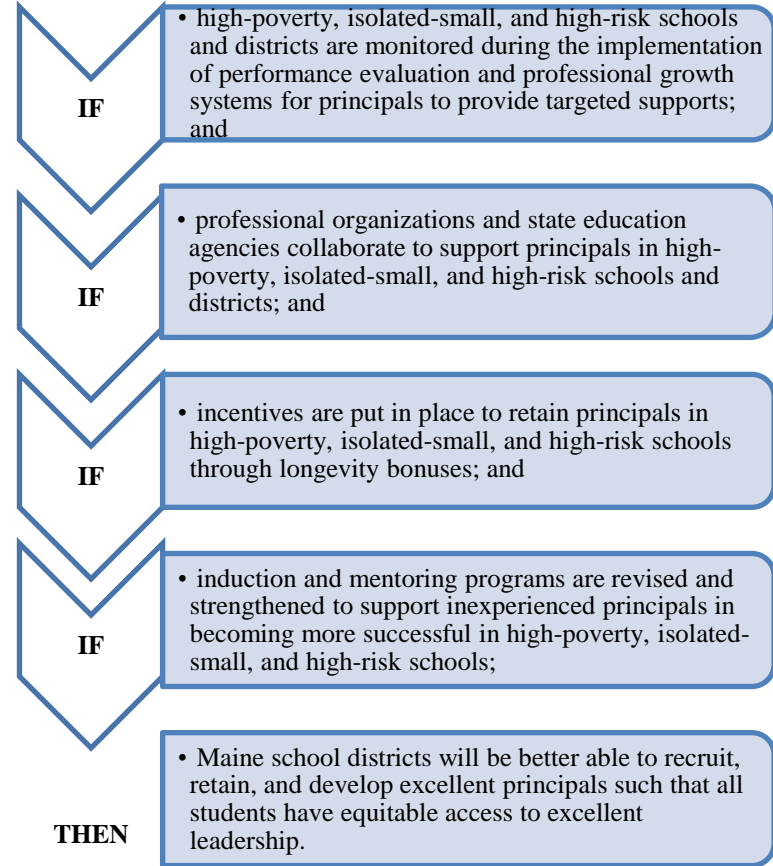 IF
• high-poverty, isolated-small, and high-risk schools
and districts are monitored during the implementation
of performance evaluation and professional growth
systems for principals to provide targeted supports;
and
IF
• professional organizations and state education
agencies collaborate to support principals in high-
poverty, isolated-small, and high-risk schools and
districts; and
IF
• incentives are put in place to retain principals in
high-poverty, isolated-small, and high-risk schools
through longevity bonuses; and
IF
• induction and mentoring programs are revised and
strengthened to support inexperienced principals in
becoming more successful in high-poverty, isolated-
small, and high-risk schools;
THEN
• Maine school districts will be better able to recruit,
retain, and develop excellent principals such that all
students have equitable access to excellent
leadership.